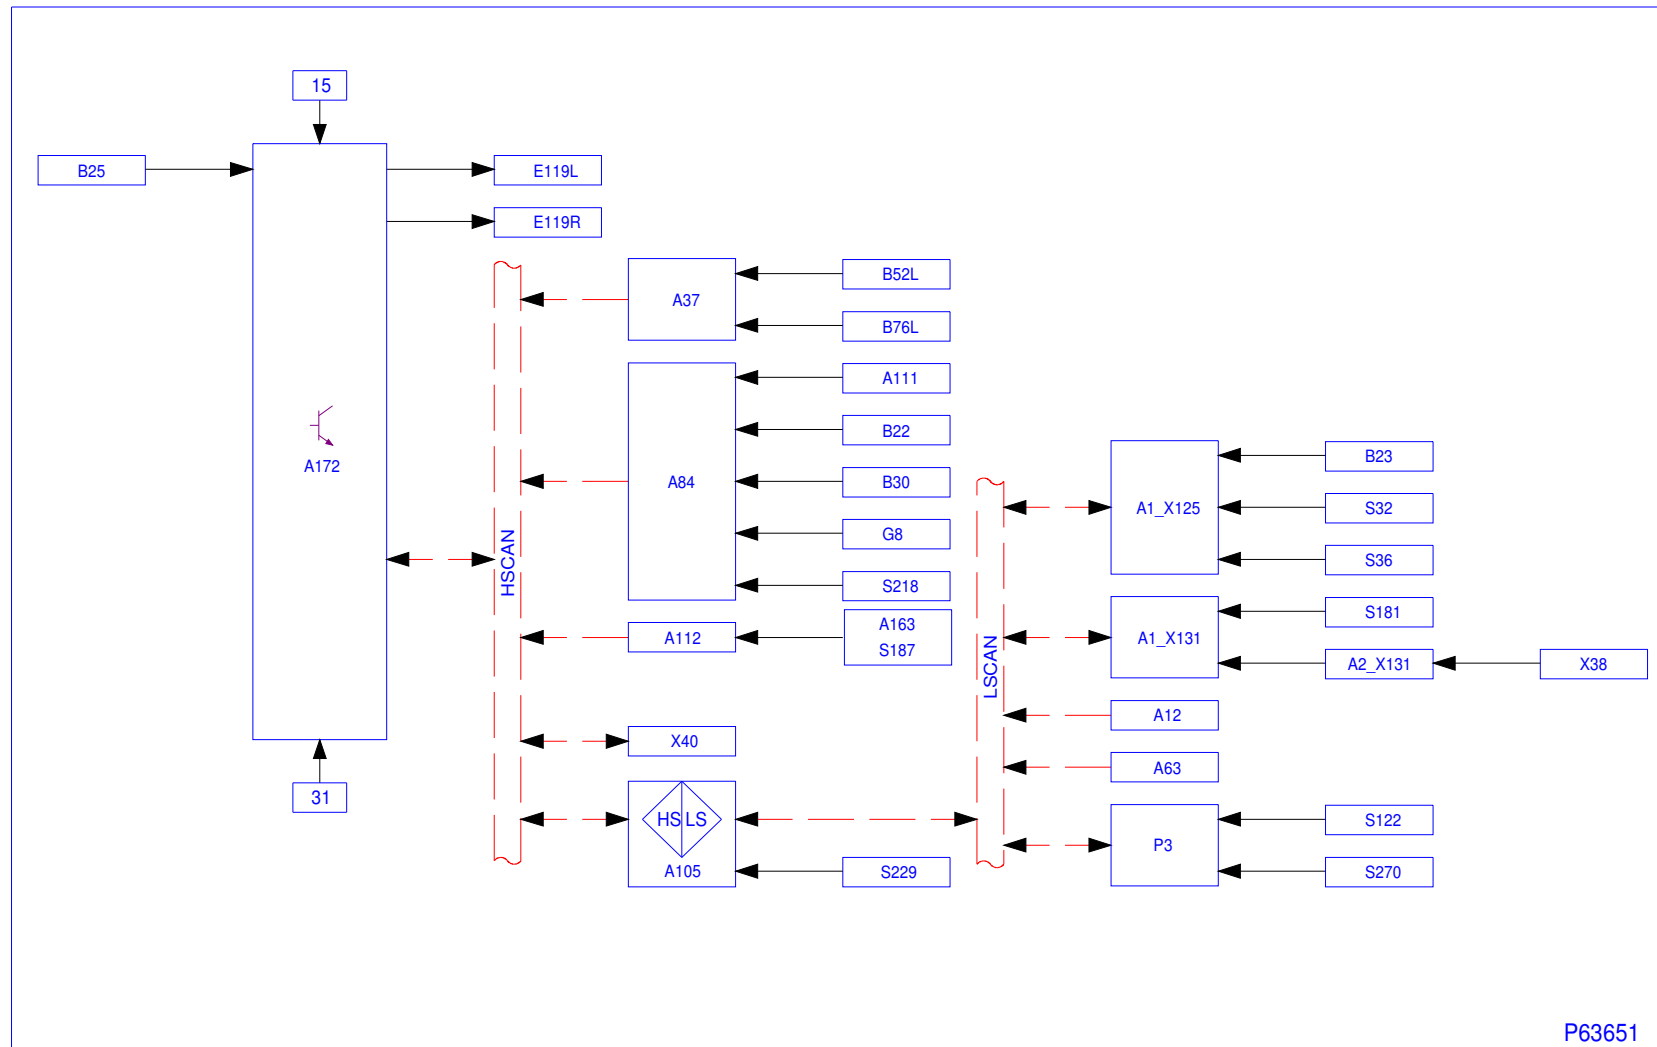 15
B25
E119L
E119R
B52L
A37
B76L
A111
B22
A172
B23
A84
B30
A1_X125
S32
G8
HSCAN
S36
S218
S181
A163
A112
A1_X131
S187
LSCAN
A2_X131
X38
A12
X40
A63
31
HS LS
S122
P3
A105
S229
S270
P63651